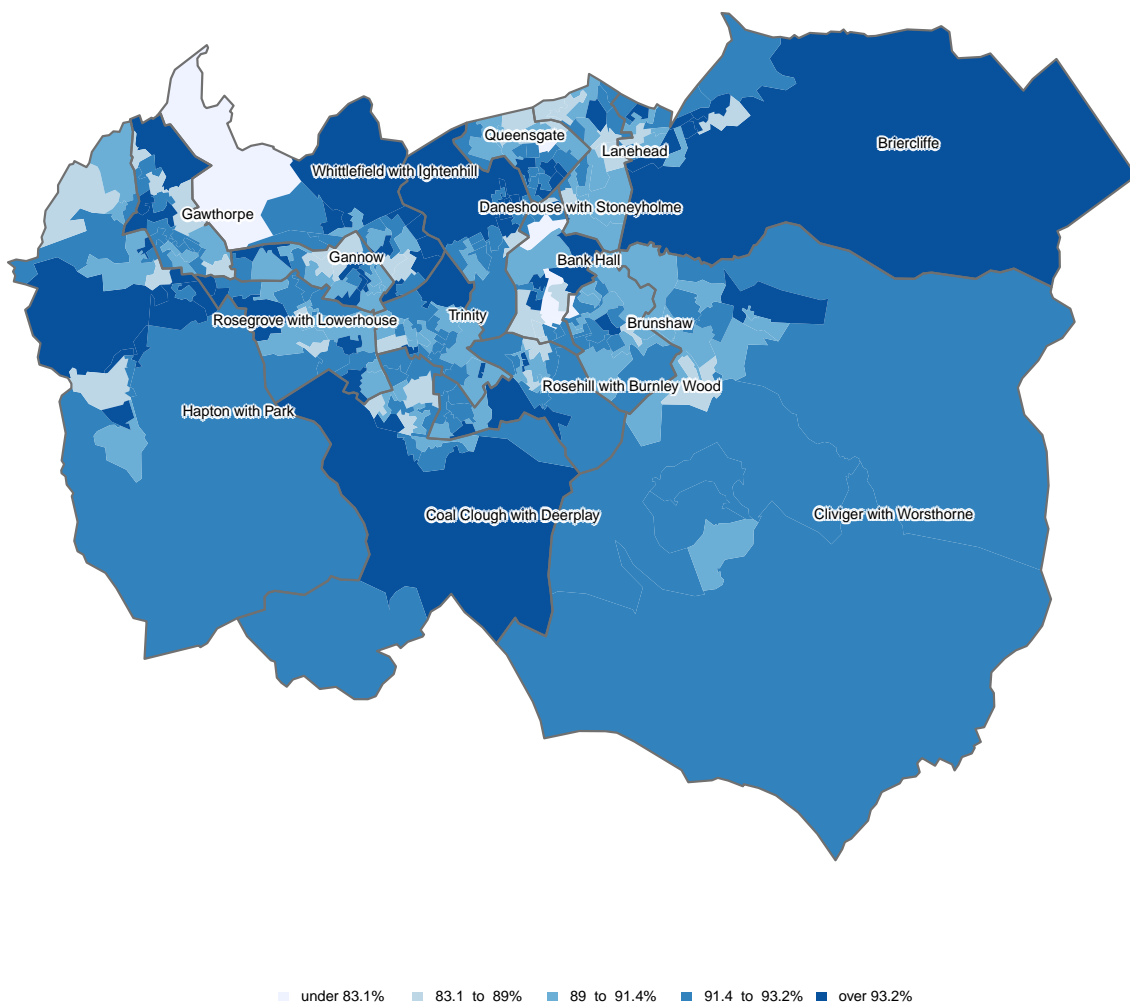 Queensgate
Briercliffe
Lanehead
Whittlefield with Ightenhill
Daneshouse with Stoneyholme
Gawthorpe
Gannow
Bank Hall
Trinity
Rosegrove with Lowerhouse
Brunshaw
Rosehill with Burnley Wood
Hapton with Park
Coal Clough with Deerplay
Cliviger with Worsthorne
under 83.1% 83.1 to 89% 89 to 91.4% 91.4 to 93.2% over 93.2%